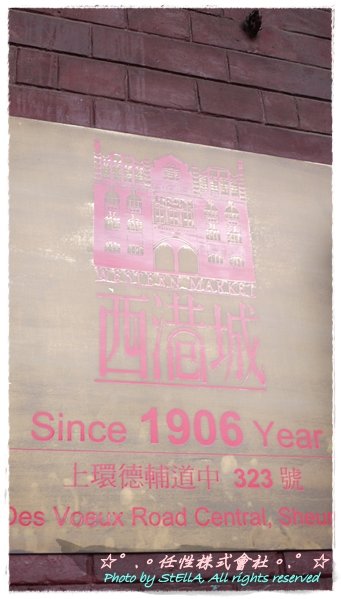 WESTERN MARKET
西港城
Since 1906 Year
上環德輔道中 323 號
Des Voeux Road Central, Sheun
☆°．。任性株式會社。．°☆
Photo by StEllA. All rights reserved